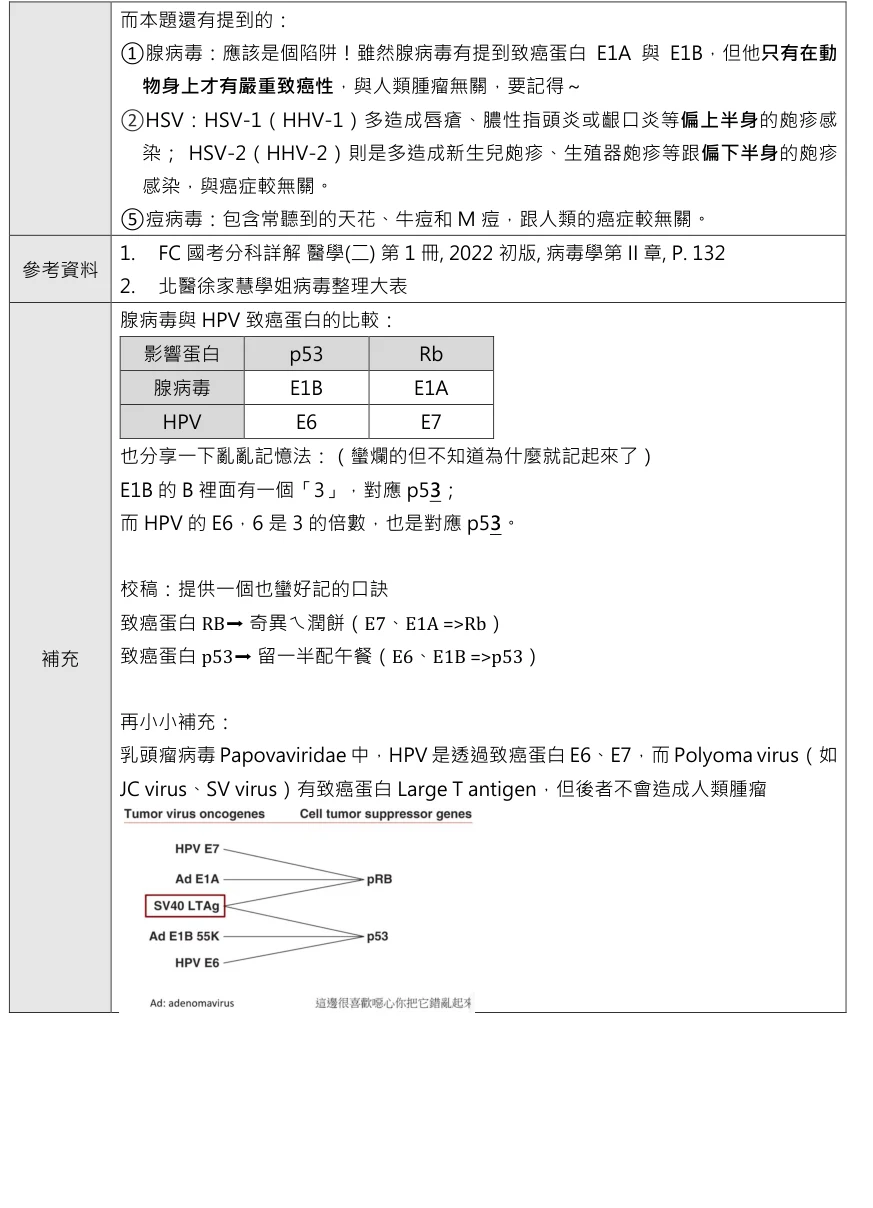 而本題還有提到的：
①腺病毒：應該是個陷阱！雖然腺病毒有提到致癌蛋白 E1A 與 E1B，但他只有在動
物身上才有嚴重致癌性，與人類腫瘤無關，要記得～
②HSV：HSV-1（HHV-1）多造成唇瘡、膿性指頭炎或齦口炎等偏上半身的皰疹感
染； HSV-2（HHV-2）則是多造成新生兒皰疹、生殖器皰疹等跟偏下半身的皰疹
感染，與癌症較無關。
⑤痘病毒：包含常聽到的天花、牛痘和 M 痘，跟人類的癌症較無關。
參考資料
1. FC 國考分科詳解 醫學(二) 第 1 冊, 2022 初版, 病毒學第 II 章, P. 132
2. 北醫徐家慧學姐病毒整理大表
補充
腺病毒與 HPV 致癌蛋白的比較：
影響蛋白 p53 Rb
腺病毒 E1B E1A
HPV E6 E7
也分享一下亂亂記憶法：（蠻爛的但不知道為什麼就記起來了）
E1B 的 B 裡面有一個「3」，對應 p53；
而 HPV 的 E6，6 是 3 的倍數，也是對應 p53。
校稿：提供一個也蠻好記的口訣
致癌蛋白 RB➡ 奇異ㄟ潤餅（E7、E1A =>Rb）
致癌蛋白 p53➡ 留一半配午餐（E6、E1B =>p53）
再小小補充：
乳頭瘤病毒 Papovaviridae 中，HPV 是透過致癌蛋白 E6、E7，而 Polyoma virus（如
JC virus、SV virus）有致癌蛋白 Large T antigen，但後者不會造成人類腫瘤
Tumor virus oncogenes Cell tumor suppressor genes
HPV E7
Ad E1A pRB
SV40 LTAg
Ad E1B 55K p53
HPV E6
Ad: adenomavirus 這邊很喜歡噁心你把它錯亂起來